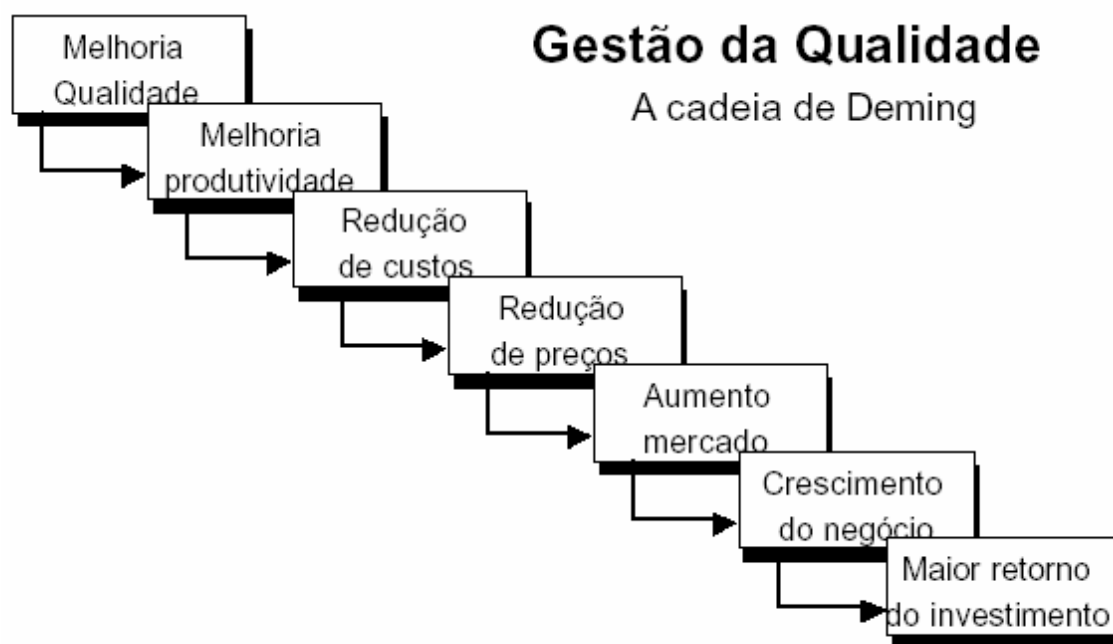 Gestão da Qualidade
A cadeia de Deming
Melhoria
Qualidade
Melhoria
produtividade
Redução
de custos
Redução
de preços
Aumento
mercado
Crescimento
do negócio
Maior retorno
do investimento